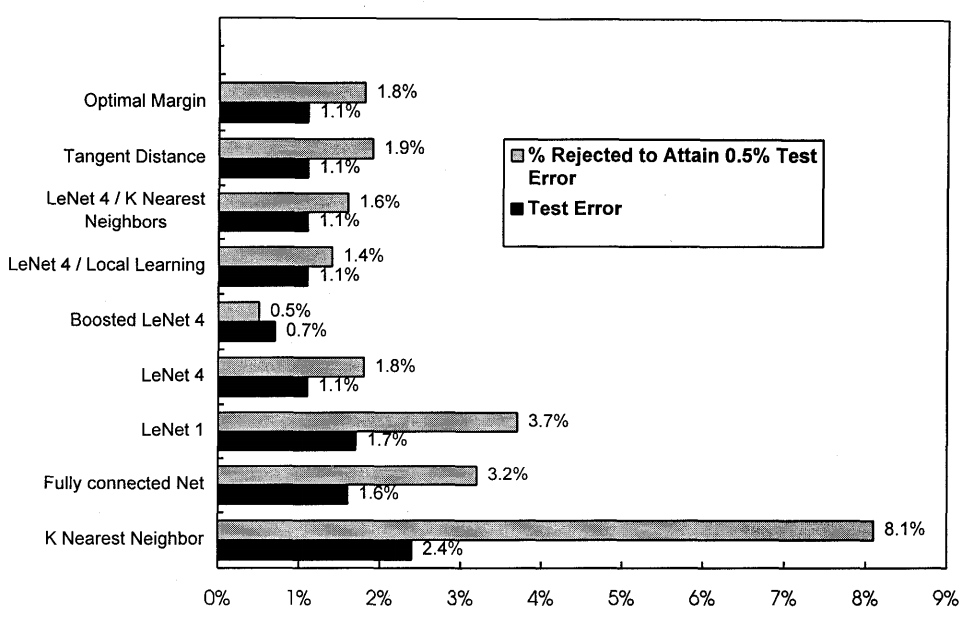 Optimal Margin
1.8%
1.1%
Tangent Distance
1.9%
1.1%
LeNet 4 / K Nearest
Neighbors
1.6%
1.1%
LeNet 4 / Local Learning
1.4%
1.1%
Boosted LeNet 4
0.5%
0.7%
LeNet 4
1.8%
1.1%
LeNet 1
3.7%
1.7%
Fully connected Net
3.2%
1.6%
K Nearest Neighbor
8.1%
2.4%
% Rejected to Attain 0.5% Test
Error
Test Error
0% 1% 2% 3% 4% 5% 6% 7% 8% 9%